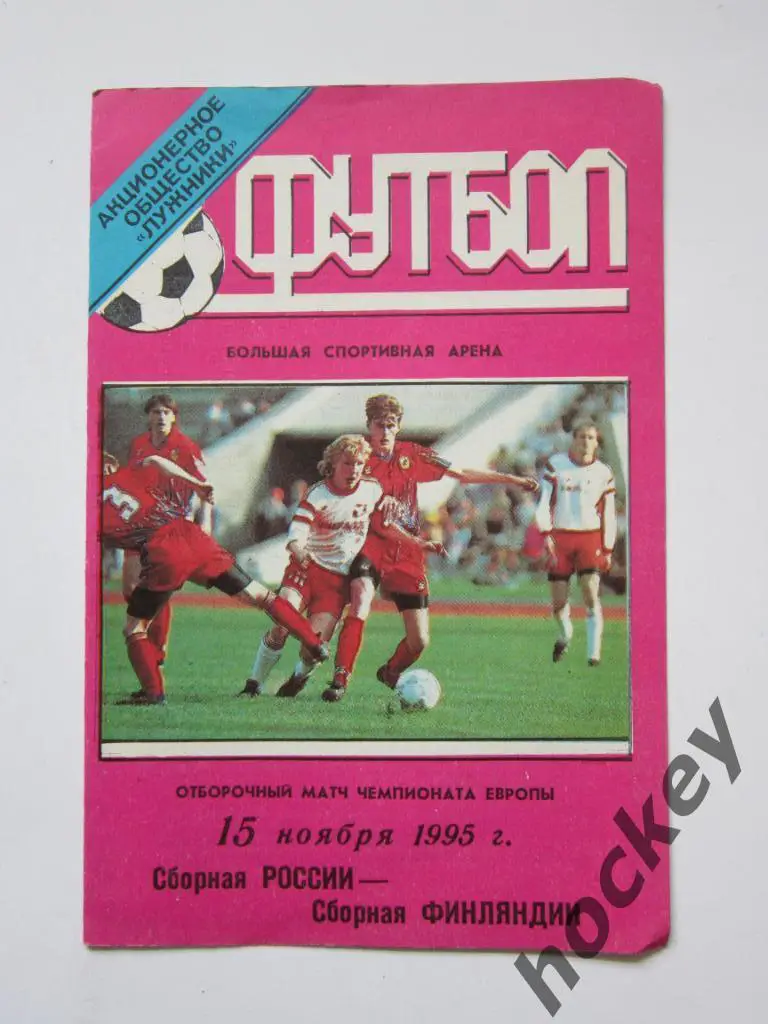 АКЦИОНЕРНОЕ
ОБЩЕСТВО
«ЛУЖНИКИ»
ФУТБОЛ
БОЛЬШАЯ СПОРТИВНАЯ АРЕНА
3
ОТБОРОЧНЫЙ МАТЧ ЧЕМПИОНАТА ЕВРОПЫ
15 ноября 1995 г.
Сборная РОССИИ —
Сборная ФИНЛЯНДИИ
hockey